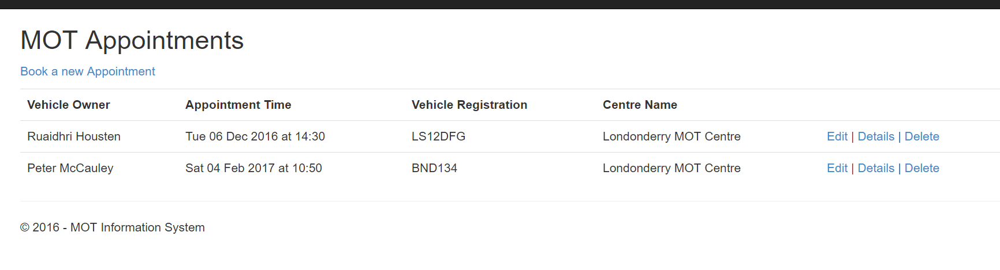 MOT Appointments
Book a new Appointment
Vehicle Owner Appointment Time Vehicle Registration Centre Name
Ruaidhri Housten Tue 06 Dec 2016 at 14:30 LS12DFG Londonderry MOT Centre Edit | Details | Delete
Peter McCauley Sat 04 Feb 2017 at 10:50 BND134 Londonderry MOT Centre Edit | Details | Delete
© 2016 - MOT Information System